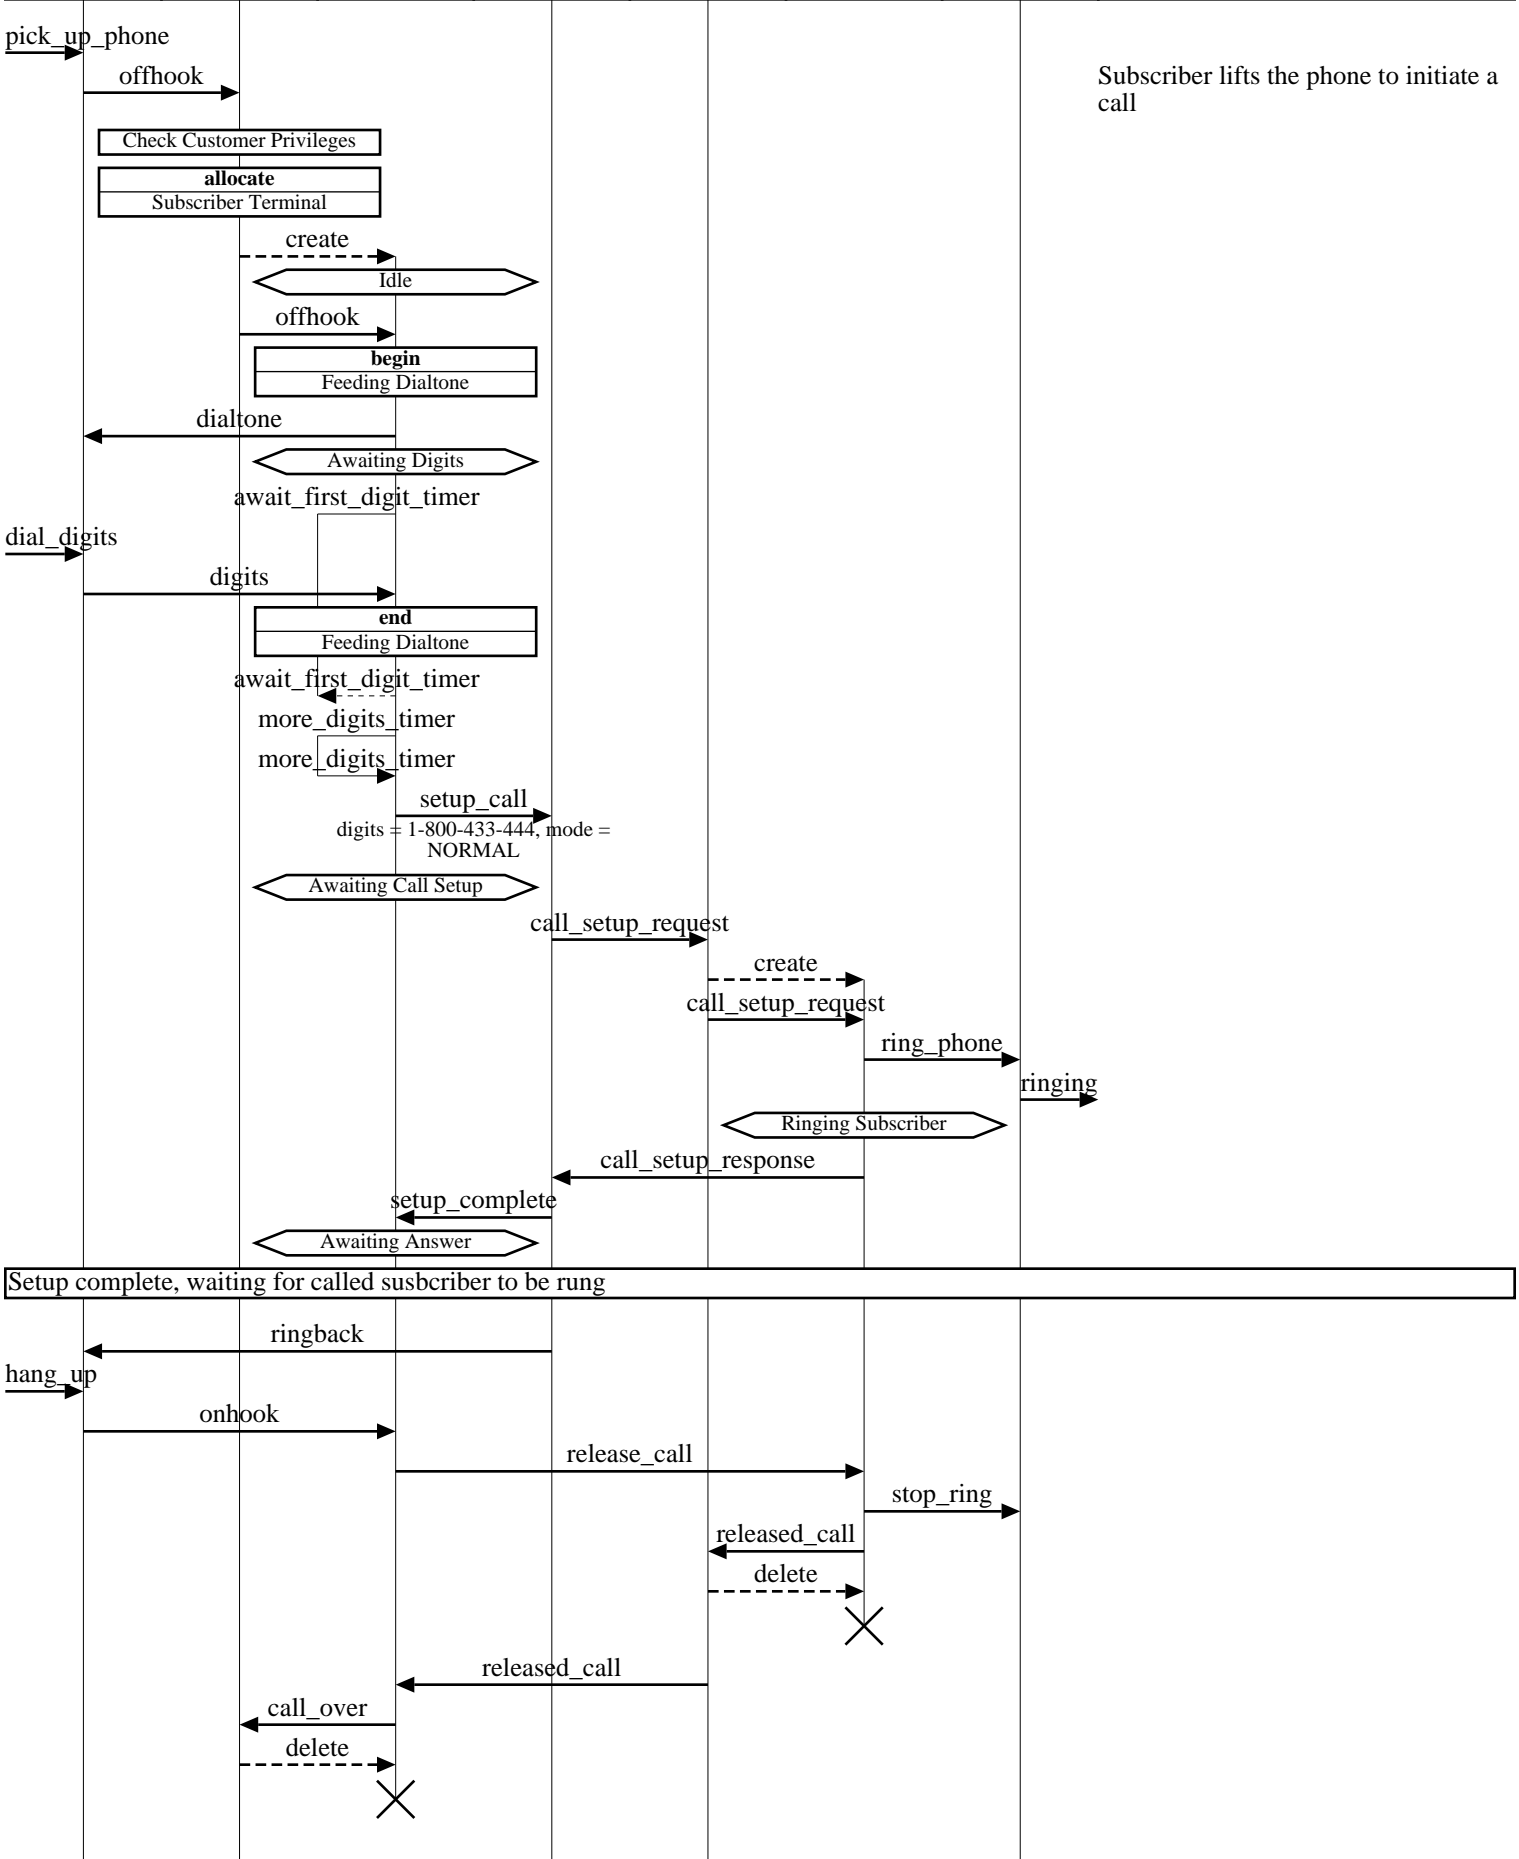 pick_up_phone
offhook
Subscriber lifts the phone to initiate a
call
Check Customer Privileges
allocate
Subscriber Terminal
create
Idle
offhook
begin
Feeding Dialtone
dialtone
Awaiting Digits
await_first_digit_timer
dial_digits
digits
end
Feeding Dialtone
await_first_digit_timer
more_digits_timer
more_digits_timer
setup_call
digits = 1-800-433-444, mode =
NORMAL
Awaiting Call Setup
call_setup_request
create
call_setup_request
ring_phone
ringing
Ringing Subscriber
call_setup_response
setup_complete
Awaiting Answer
Setup complete, waiting for called susbcriber to be rung
ringback
hang_up
onhook
release_call
stop_ring
released_call
delete
released_call
call_over
delete